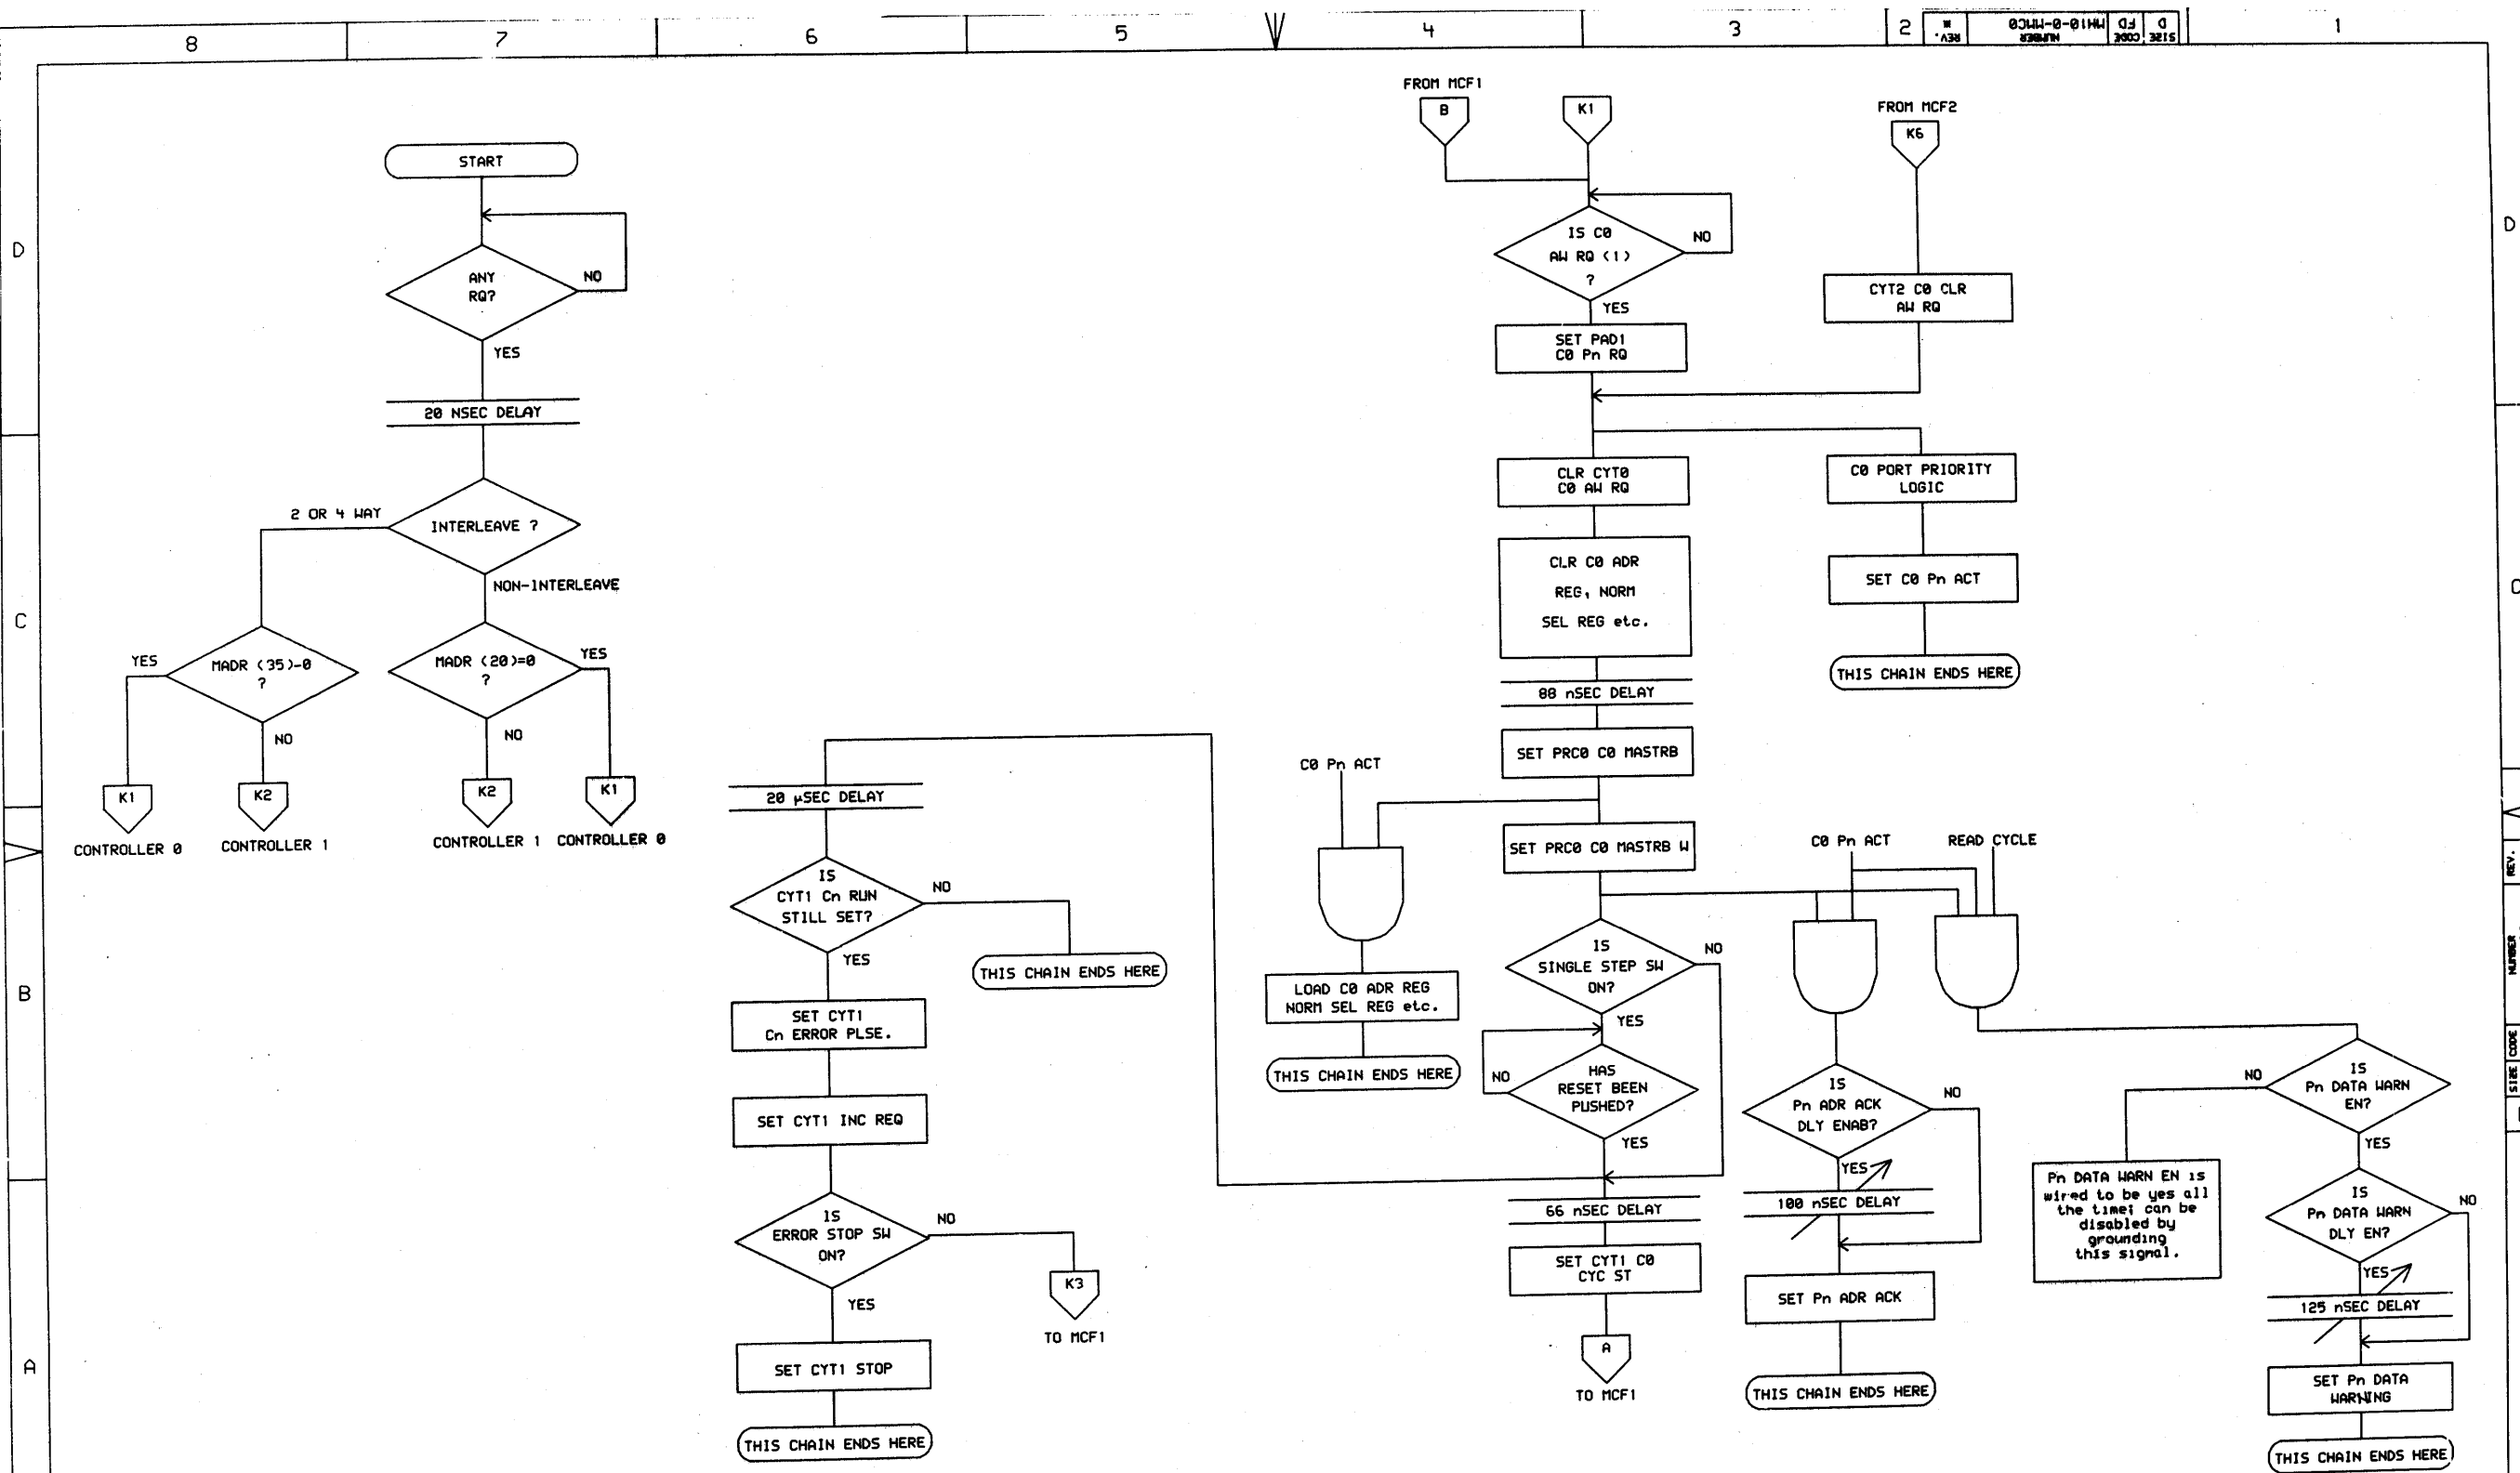 8
7
6
5
4
3
2
1
SIZE CODE NUMBER REV.
D FD MM10-0-MMC0 *
D
C
B
A
START
ANY
RQ?
NO
YES
20 NSEC DELAY
2 OR 4 WAY
INTERLEAVE ?
NON-INTERLEAVE
YES
MADR (35)-0
?
NO
MADR (20)=0
?
YES
NO
K1
K2
K2
K1
CONTROLLER 0
CONTROLLER 1
CONTROLLER 1
CONTROLLER 0
20 µSEC DELAY
IS
CYT1 Cn RUN
STILL SET?
NO
YES
THIS CHAIN ENDS HERE
SET CYT1
Cn ERROR PLSE.
SET CYT1 INC REQ
IS
ERROR STOP SW
ON?
NO
YES
K3
TO MCF1
SET CYT1 STOP
THIS CHAIN ENDS HERE
FROM MCF1
B
K1
FROM MCF2
K6
IS C0
AW RQ (1)
?
NO
YES
SET PAD1
C0 Pn RQ
CYT2 C0 CLR
AW RQ
CLR CYT0
C0 AW RQ
C0 PORT PRIORITY
LOGIC
CLR C0 ADR
REG, NORM
SEL REG etc.
SET C0 Pn ACT
THIS CHAIN ENDS HERE
88 nSEC DELAY
SET PRC0 C0 MASTRB
C0 Pn ACT
SET PRC0 C0 MASTRB W
C0 Pn ACT
READ CYCLE
LOAD C0 ADR REG
NORM SEL REG etc.
THIS CHAIN ENDS HERE
IS
SINGLE STEP SW
ON?
NO
YES
HAS
RESET BEEN
PUSHED?
NO
YES
66 nSEC DELAY
SET CYT1 C0
CYC ST
A
TO MCF1
IS
Pn ADR ACK
DLY ENAB?
NO
YES
100 nSEC DELAY
SET Pn ADR ACK
THIS CHAIN ENDS HERE
IS
Pn DATA WARN
EN?
NO
YES
Pn DATA WARN EN is
wired to be yes all
the time; can be
disabled by
grounding
this signal.
IS
Pn DATA WARN
DLY EN?
NO
YES
125 nSEC DELAY
SET Pn DATA
WARNING
THIS CHAIN ENDS HERE
D
REV.
NUMBER
SIZE CODE